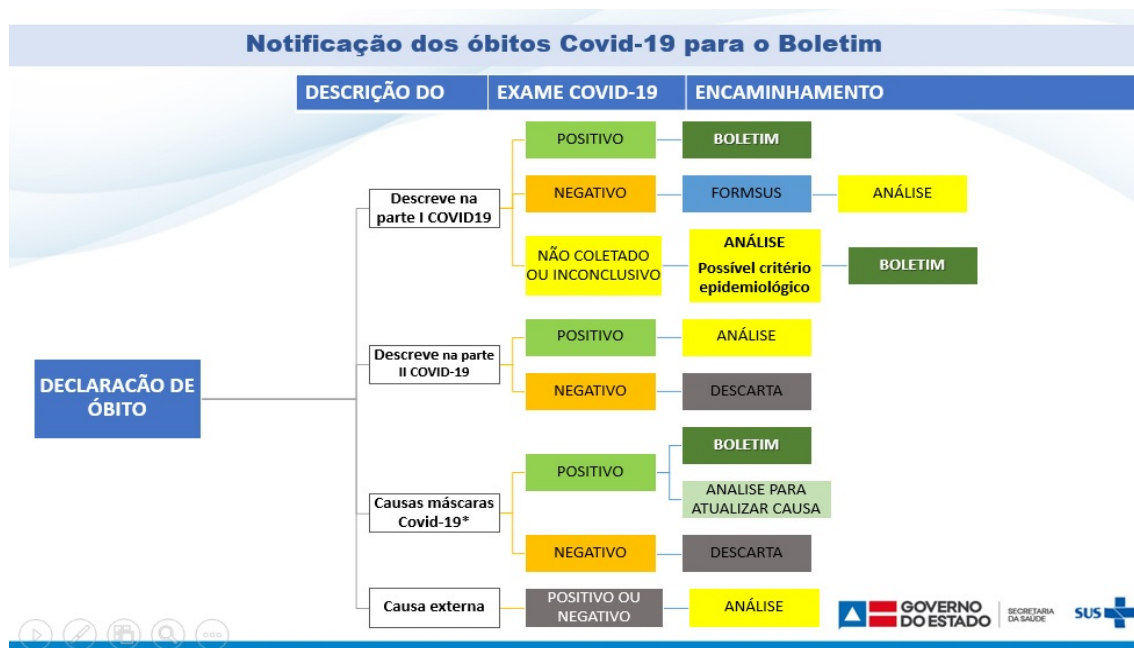 Notificação dos óbitos Covid-19 para o Boletim
DESCRIÇÃO DO
EXAME COVID-19
ENCAMINHAMENTO
DECLARACÃO DE
ÓBITO
Descreve na
parte I COVID19
POSITIVO
BOLETIM
NEGATIVO
FORMSUS
ANÁLISE
NÃO COLETADO
OU INCONCLUSIVO
ANÁLISE
Possível critério
epidemiológico
BOLETIM
Descreve na parte
II COVID-19
POSITIVO
ANÁLISE
NEGATIVO
DESCARTA
Causas máscaras
Covid-19*
POSITIVO
BOLETIM
ANALISE PARA
ATUALIZAR CAUSA
NEGATIVO
DESCARTA
Causa externa
POSITIVO OU
NEGATIVO
ANÁLISE
GOVERNO
DO ESTADO
SECRETARIA
DA SAÚDE
SUS